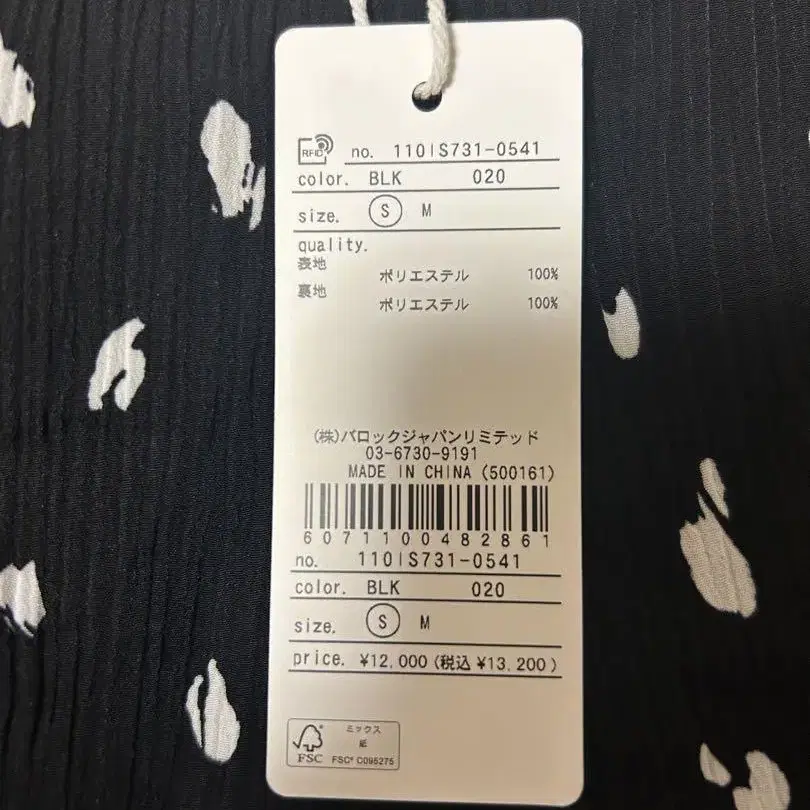 RFID no. 110IS731-0541
color. BLK 020
size. S M
quality.
表地
ポリエステル 100%
裏地
ポリエステル 100%
(株)バロックジャパンリミテッド
03-6730-9191
MADE IN CHINA (500161)
6071100482861
no. 110IS731-0541
color. BLK 020
size. S M
price. ¥12,000 (税込 ¥13,200)
ミックス
紙
FSC® C095275
FSC